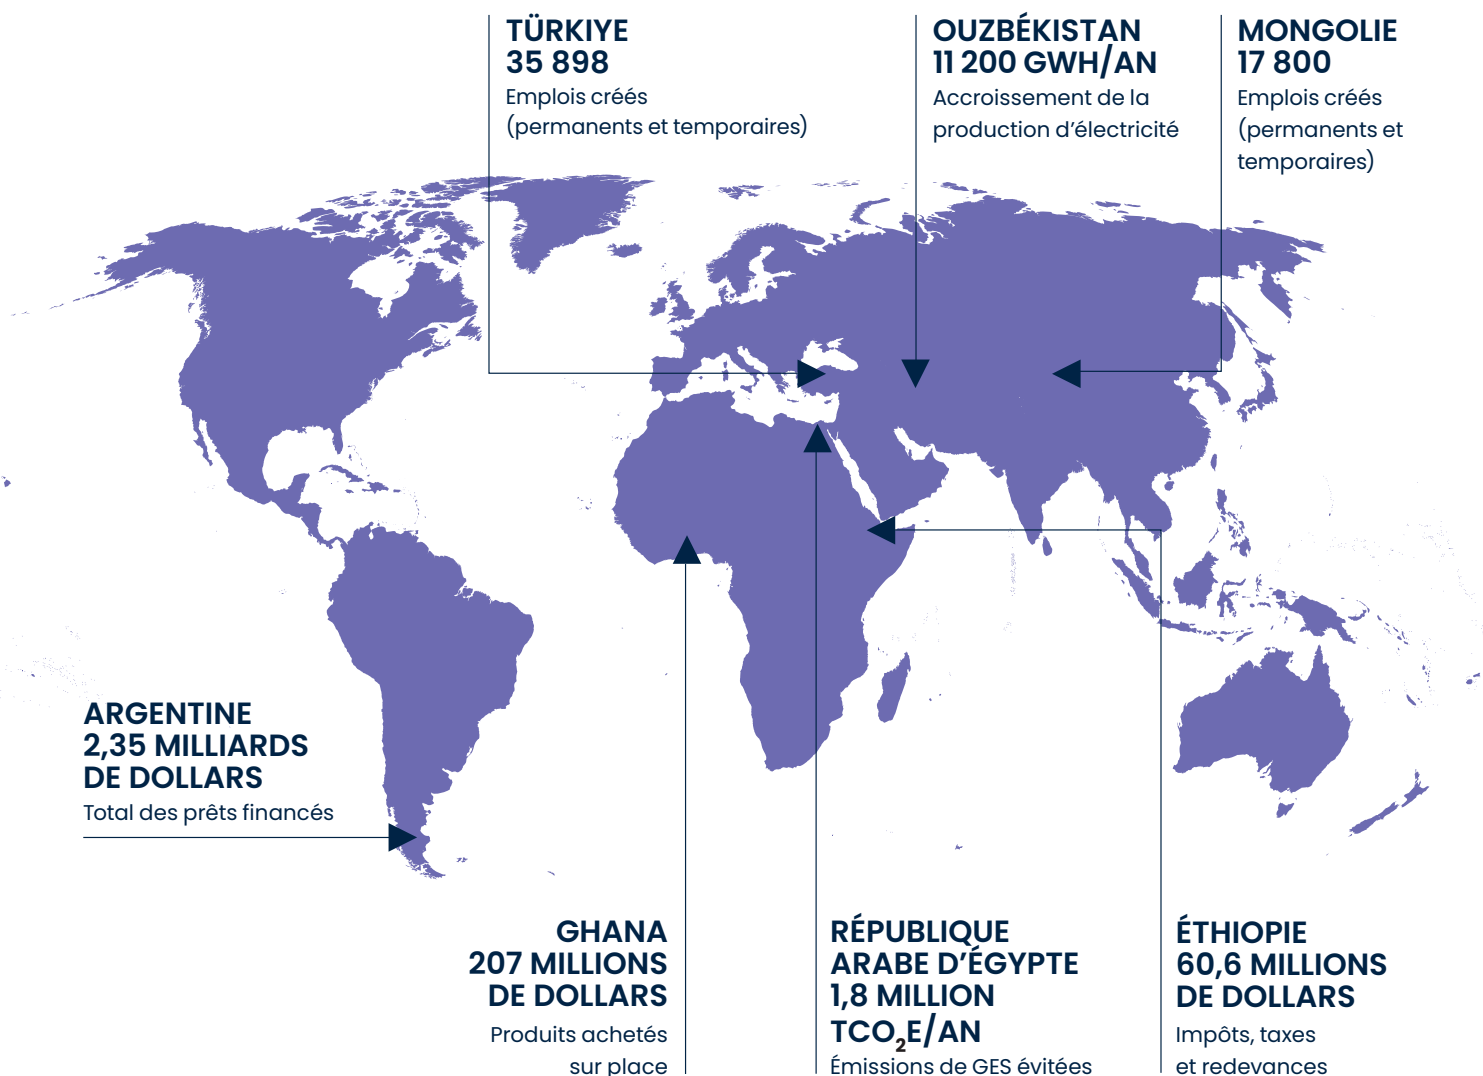 TÜRKIYE
35 898
Emplois créés
(permanents et temporaires)
OUZBÉKISTAN
11 200 GWH/AN
Accroissement de la
production d’électricité
MONGOLIE
17 800
Emplois créés
(permanents et
temporaires)
ARGENTINE
2,35 MILLIARDS
DE DOLLARS
Total des prêts financés
GHANA
207 MILLIONS
DE DOLLARS
Produits achetés
sur place
RÉPUBLIQUE
ARABE D’ÉGYPTE
1,8 MILLION
TCO₂E/AN
Émissions de GES évitées
ÉTHIOPIE
60,6 MILLIONS
DE DOLLARS
Impôts, taxes
et redevances